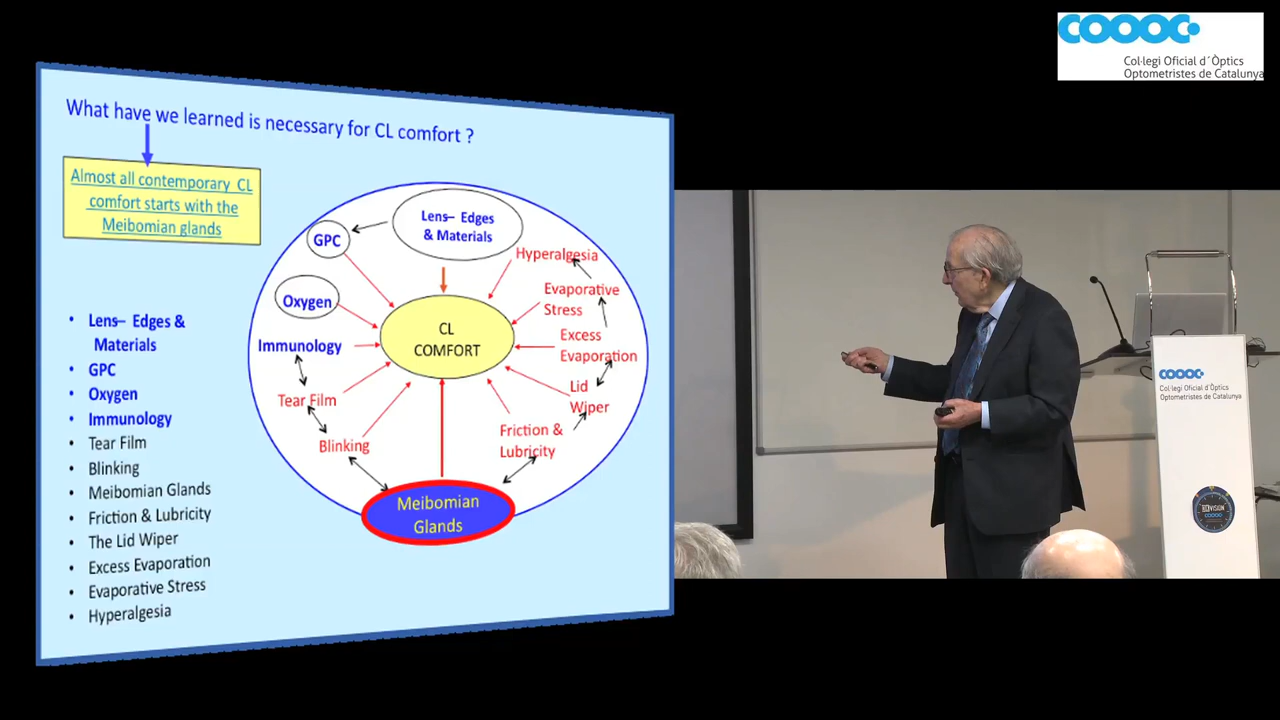 COOOC
Col·legi Oficial d´Òptics
Optometristes de Catalunya
What have we learned is necessary for CL comfort ?
Almost all contemporary CL
comfort starts with the
Meibomian glands
• Lens– Edges &
Materials
• GPC
• Oxygen
• Immunology
• Tear Film
• Blinking
• Meibomian Glands
• Friction & Lubricity
• The Lid Wiper
• Excess Evaporation
• Evaporative Stress
• Hyperalgesia
Lens– Edges
& Materials
GPC
Hyperalgesia
Oxygen
Evaporative
Stress
CL
COMFORT
Immunology
Excess
Evaporation
Tear Film
Lid
Wiper
Blinking
Friction &
Lubricity
Meibomian
Glands
COOOC
Col·legi Oficial d'Òptics
Optometristes de Catalunya
VISION